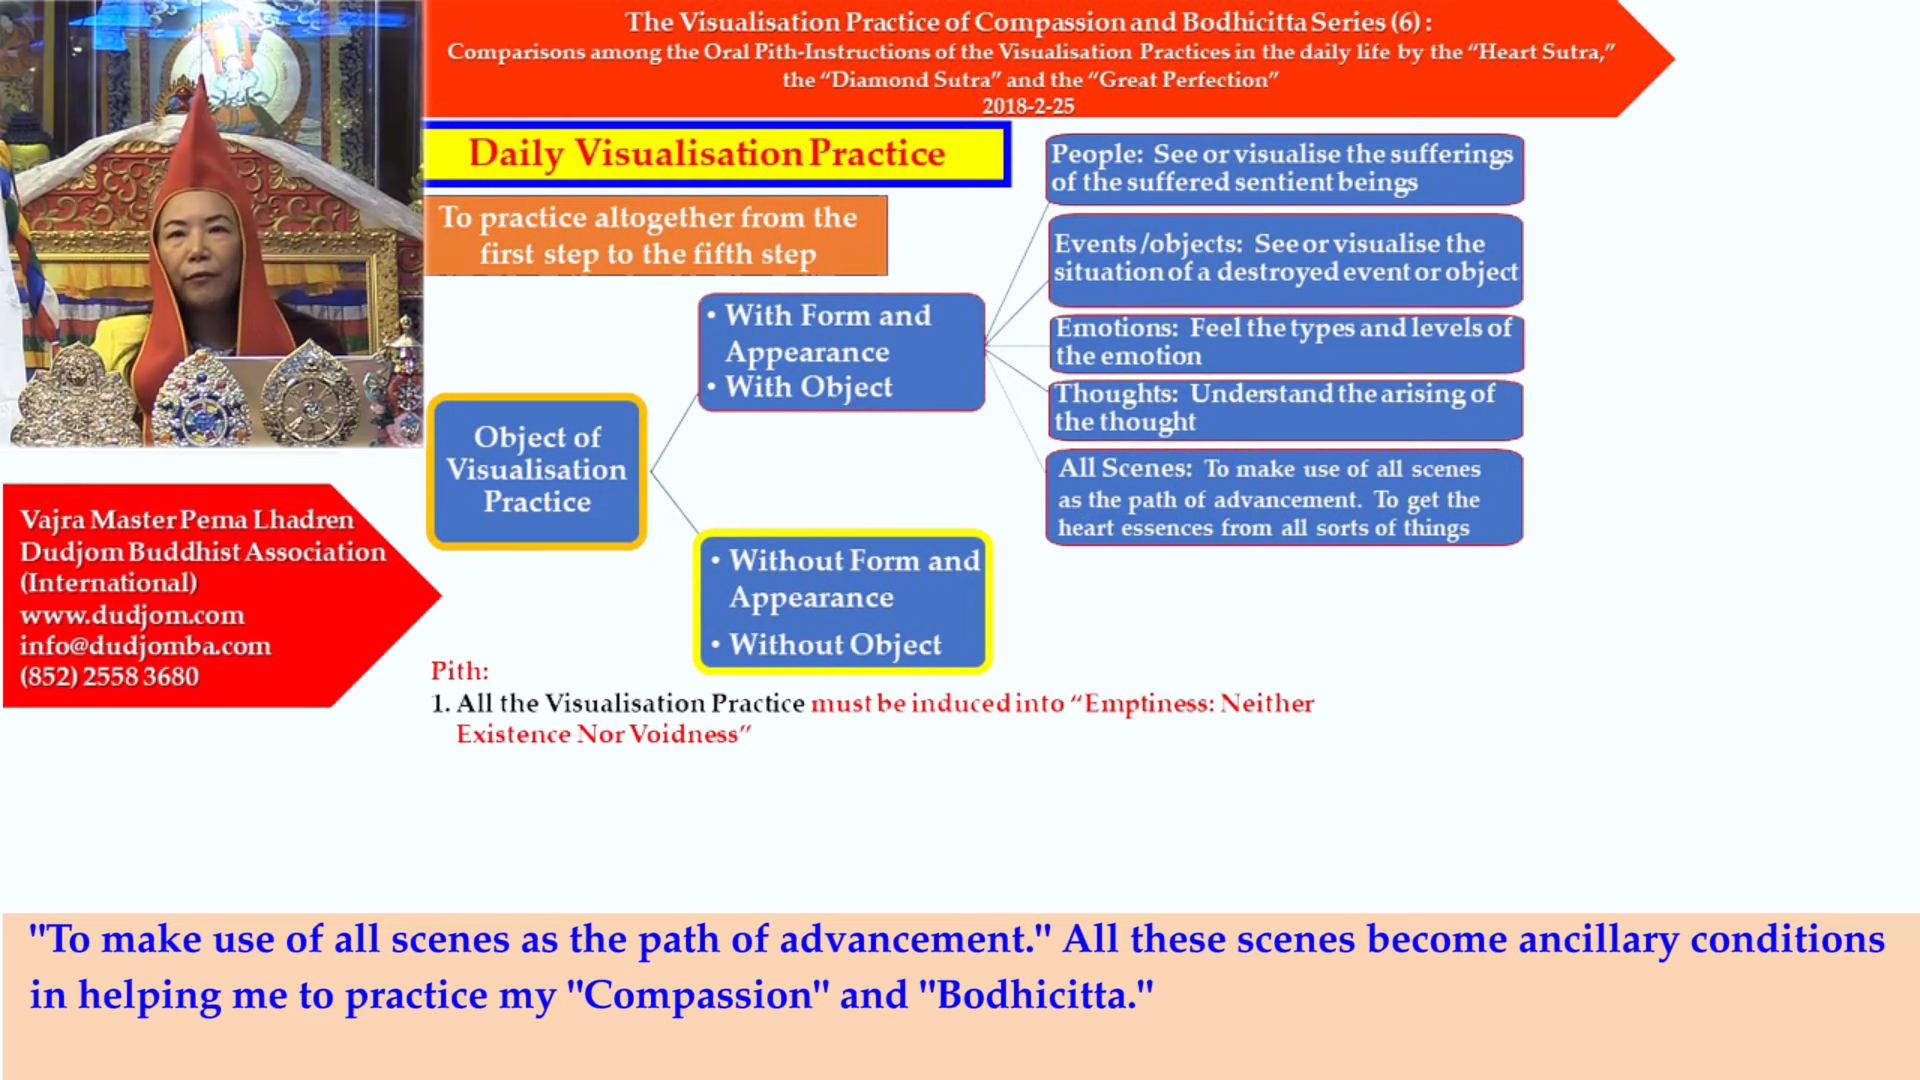 The Visualisation Practice of Compassion and Bodhicitta Series (6) :
Comparisons among the Oral Pith-Instructions of the Visualisation Practices in the daily life by the “Heart Sutra,”
the “Diamond Sutra” and the “Great Perfection”
2018-2-25
Daily Visualisation Practice
To practice altogether from the
first step to the fifth step
Object of
Visualisation
Practice
• With Form and
Appearance
• With Object
• Without Form and
Appearance
• Without Object
People: See or visualise the sufferings
of the suffered sentient beings
Events /objects: See or visualise the
situation of a destroyed event or object
Emotions: Feel the types and levels of
the emotion
Thoughts: Understand the arising of
the thought
All Scenes: To make use of all scenes
as the path of advancement. To get the
heart essences from all sorts of things
Vajra Master Pema Lhadren
Dudjom Buddhist Association
(International)
www.dudjom.com
info@dudjomba.com
(852) 2558 3680
Pith:
1. All the Visualisation Practice must be induced into “Emptiness: Neither
Existence Nor Voidness”
"To make use of all scenes as the path of advancement." All these scenes become ancillary conditions
in helping me to practice my "Compassion" and "Bodhicitta."